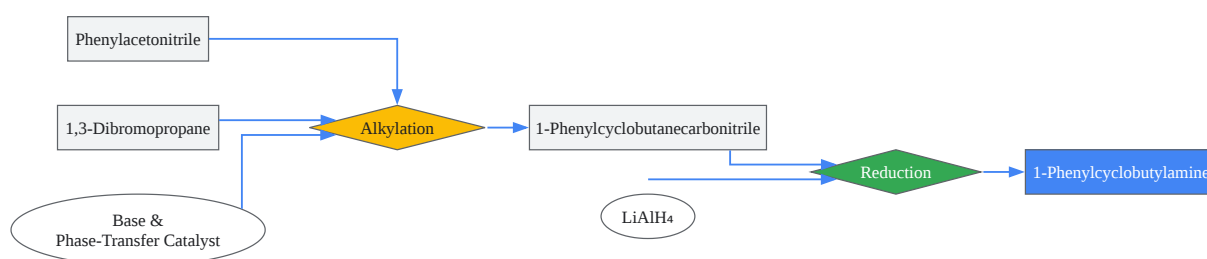 Phenylacetonitrile
1,3-Dibromopropane
Alkylation
1-Phenylcyclobutanecarbonitrile
Base &
Phase-Transfer Catalyst
LiAlH₄
Reduction
1-Phenylcyclobutylamine